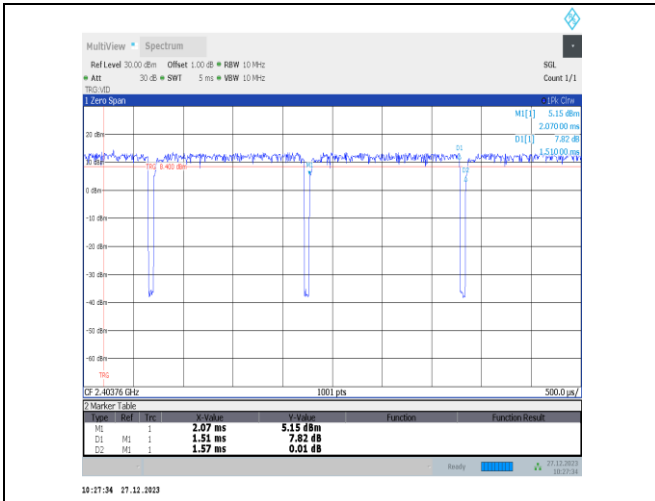 MultiView Spectrum
Ref Level 30.00 dBm Offset 1.00 dB RBW 10 MHz SGL
Att 30 dB SWT 5 ms VBW 10 MHz Count 1/1
TRG:VID
1 Zero Span 1Pk Clrw
M1[1] 5.15 dBm
2.070 00 ms
D1[1] 7.82 dB
1.510 00 ms
20 dBm
D1
10 dBm
TRG 8.400 dBm
M1
D2
0 dBm
-10 dBm
-20 dBm
-30 dBm
-40 dBm
-50 dBm
-60 dBm
TRG
CF 2.40376 GHz 1001 pts 500.0 µs/
2 Marker Table
Type Ref Trc X-Value Y-Value Function Function Result
M1 1 2.07 ms 5.15 dBm
D1 M1 1 1.51 ms 7.82 dB
D2 M1 1 1.57 ms 0.01 dB
Ready 27.12.2023
10:27:34
10:27:34 27.12.2023